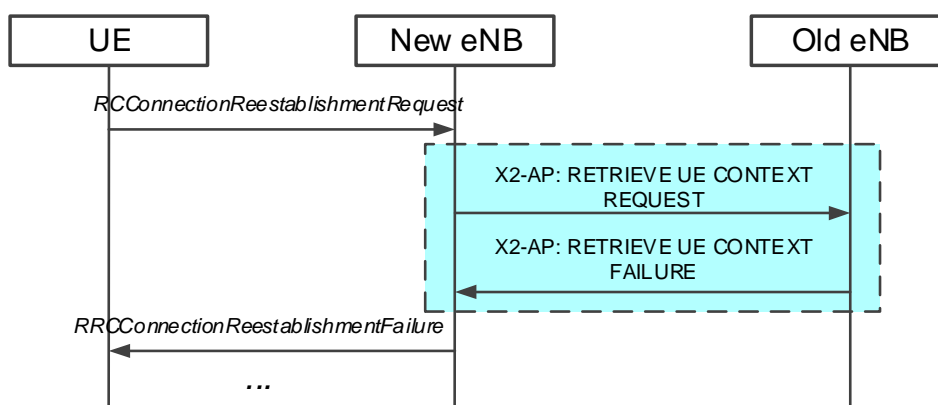 UE
New eNB
Old eNB
RCConnectionReestablishmentRequest
X2-AP: RETRIEVE UE CONTEXT
REQUEST
X2-AP: RETRIEVE UE CONTEXT
FAILURE
RRCConnectionReestablishmentFailure
...